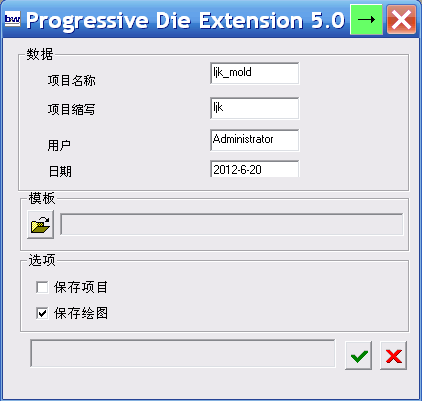 bw Progressive Die Extension 5.0
数据
项目名称 ljk_mold
项目缩写 ljk
用户 Administrator
日期 2012-6-20
模板
选项
保存项目
保存绘图